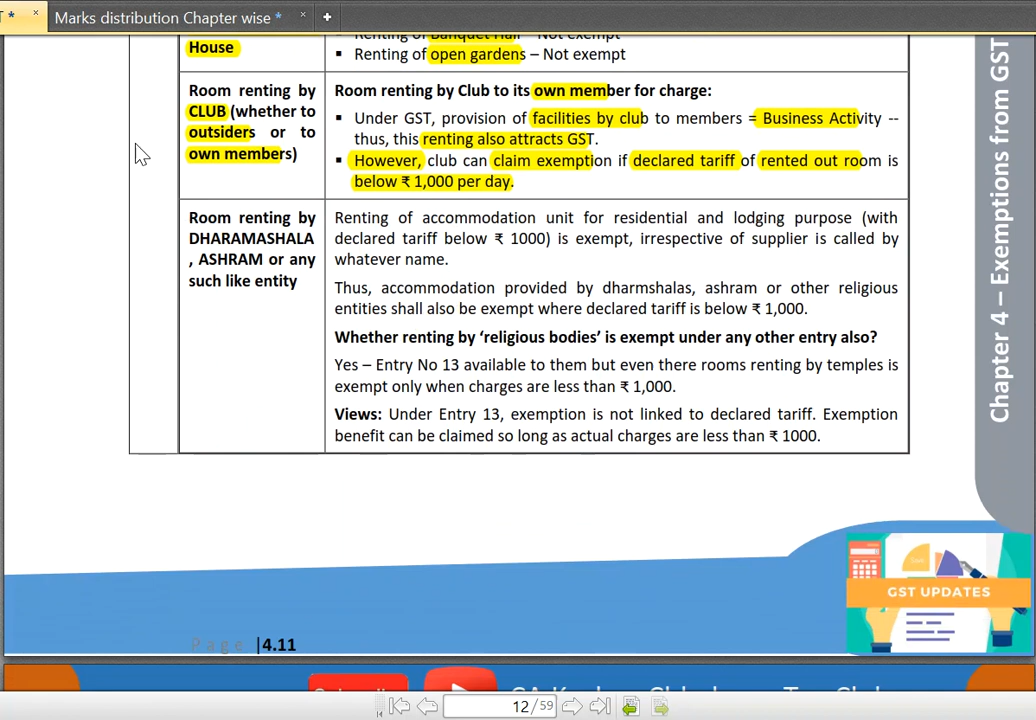 Marks distribution Chapter wise *
House
Renting of Banquet Hall – Not exempt
▪ Renting of open gardens – Not exempt
Room renting by
CLUB (whether to
outsiders or to
own members)
Room renting by Club to its own member for charge:
▪ Under GST, provision of facilities by club to members = Business Activity --
thus, this renting also attracts GST.
▪ However, club can claim exemption if declared tariff of rented out room is
below ₹ 1,000 per day.
Room renting by
DHARAMASHALA
, ASHRAM or any
such like entity
Renting of accommodation unit for residential and lodging purpose (with
declared tariff below ₹ 1000) is exempt, irrespective of supplier is called by
whatever name.
Thus, accommodation provided by dharmshalas, ashram or other religious
entities shall also be exempt where declared tariff is below ₹ 1,000.
Whether renting by ‘religious bodies’ is exempt under any other entry also?
Yes – Entry No 13 available to them but even there rooms renting by temples is
exempt only when charges are less than ₹ 1,000.
Views: Under Entry 13, exemption is not linked to declared tariff. Exemption
benefit can be claimed so long as actual charges are less than ₹ 1000.
Chapter 4 – Exemptions from GST
GST UPDATES
Page |4.11
12 / 59